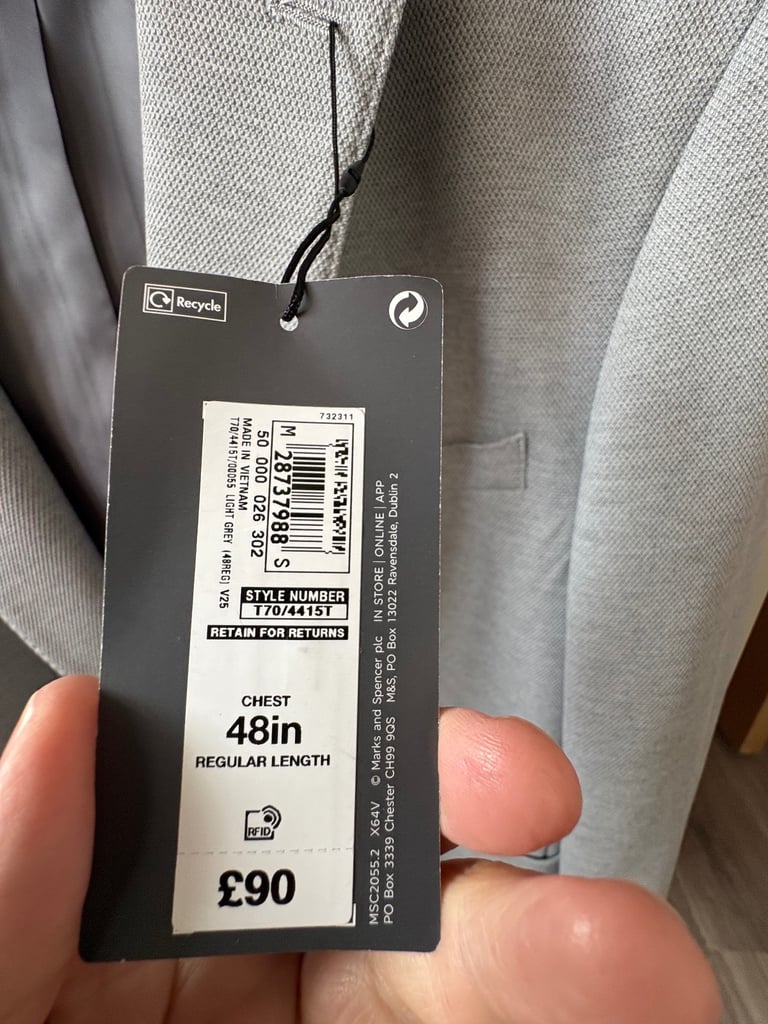 Recycle
732311
M 28737988 S
50 000 026 302
MADE IN VIETNAM
T70/4415T/00055 LIGHT GREY (48REG) V25
STYLE NUMBER
T70/4415T
RETAIN FOR RETURNS
CHEST
48in
REGULAR LENGTH
RFID
£90
MSC2055.2 X64V © Marks and Spencer plc IN STORE | ONLINE | APP
PO Box 3339 Chester CH99 9QS M&S, PO Box 13022 Ravensdale, Dublin 2